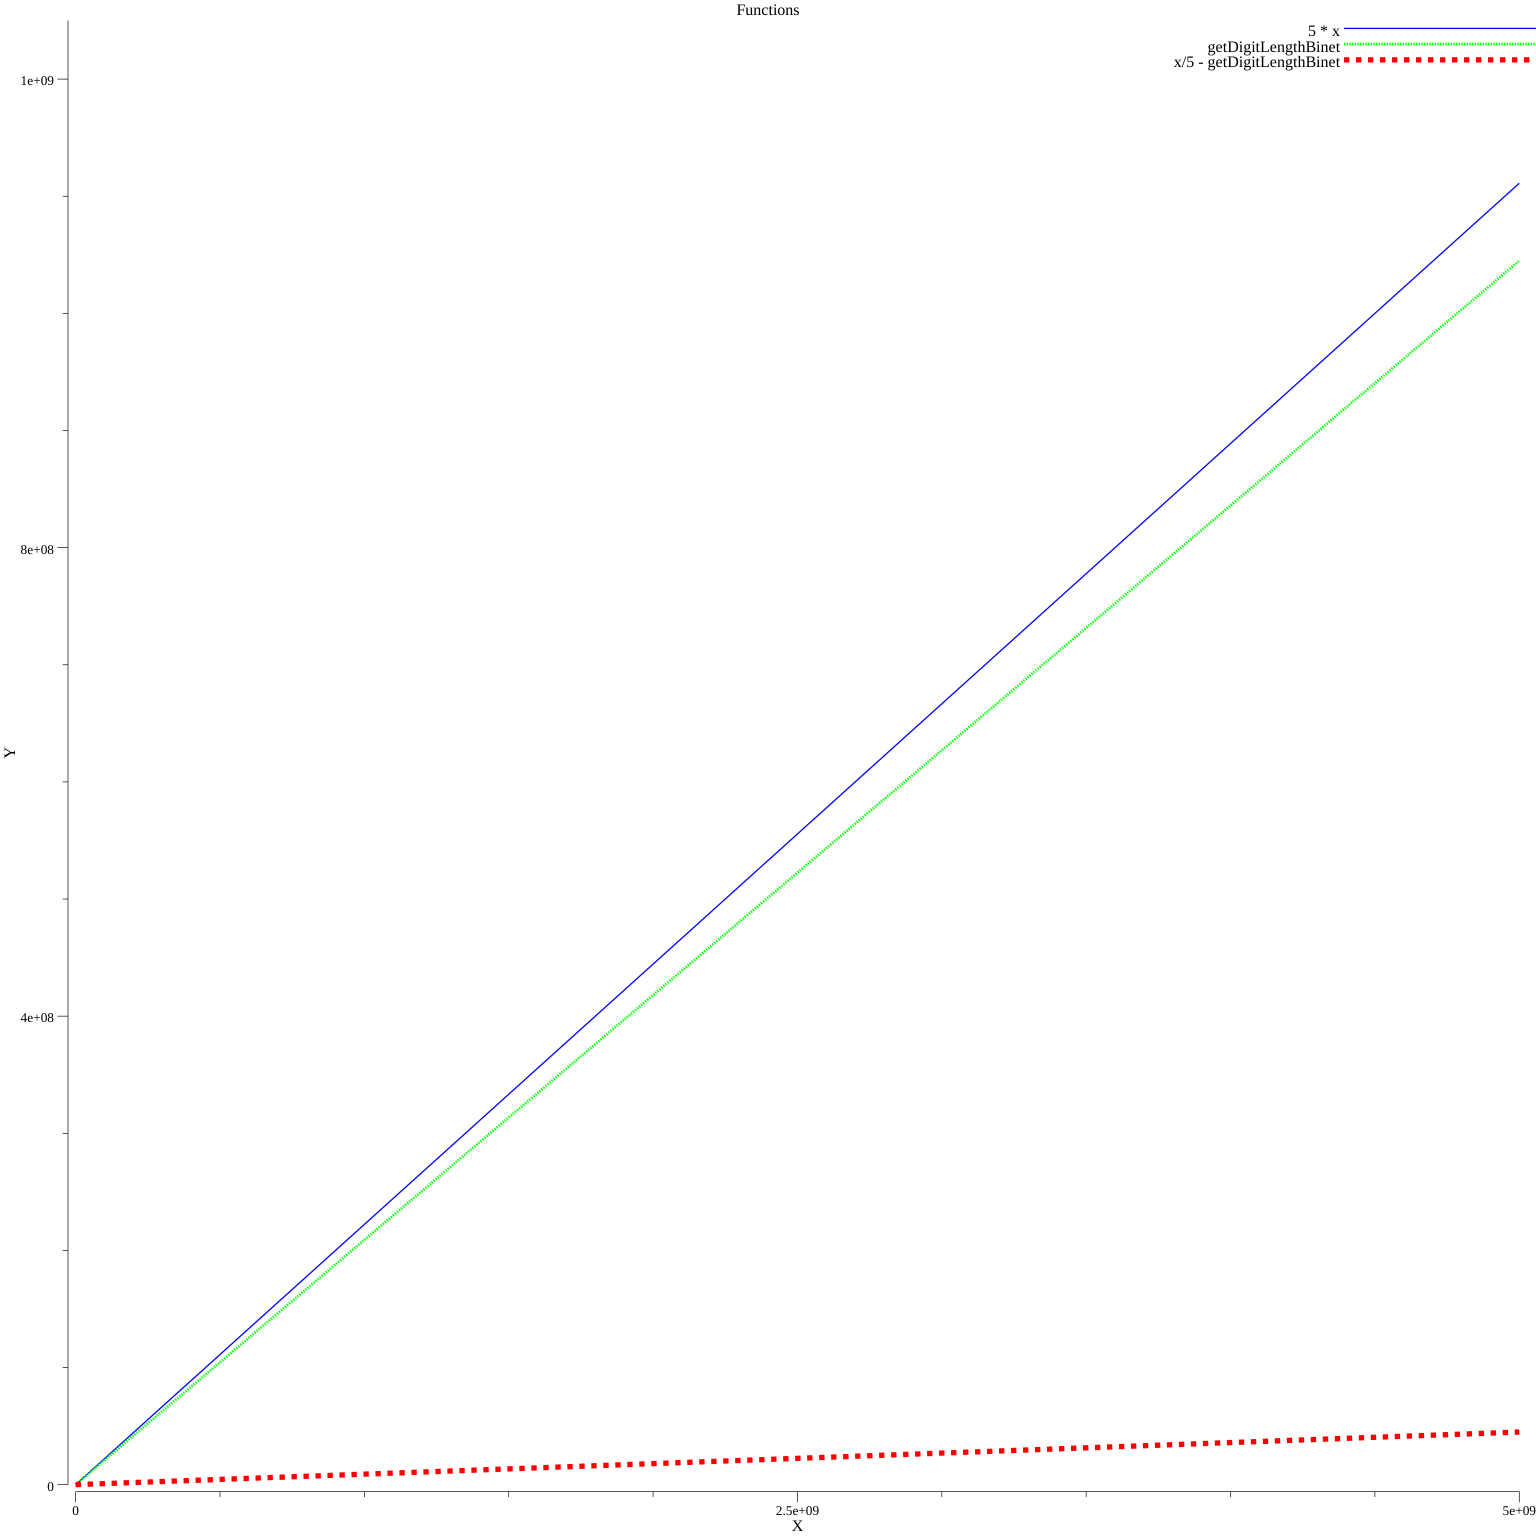 Functions
5 * x
getDigitLengthBinet
x/5 - getDigitLengthBinet
1e+09
8e+08
4e+08
0
Y
0
2.5e+09
5e+09
X